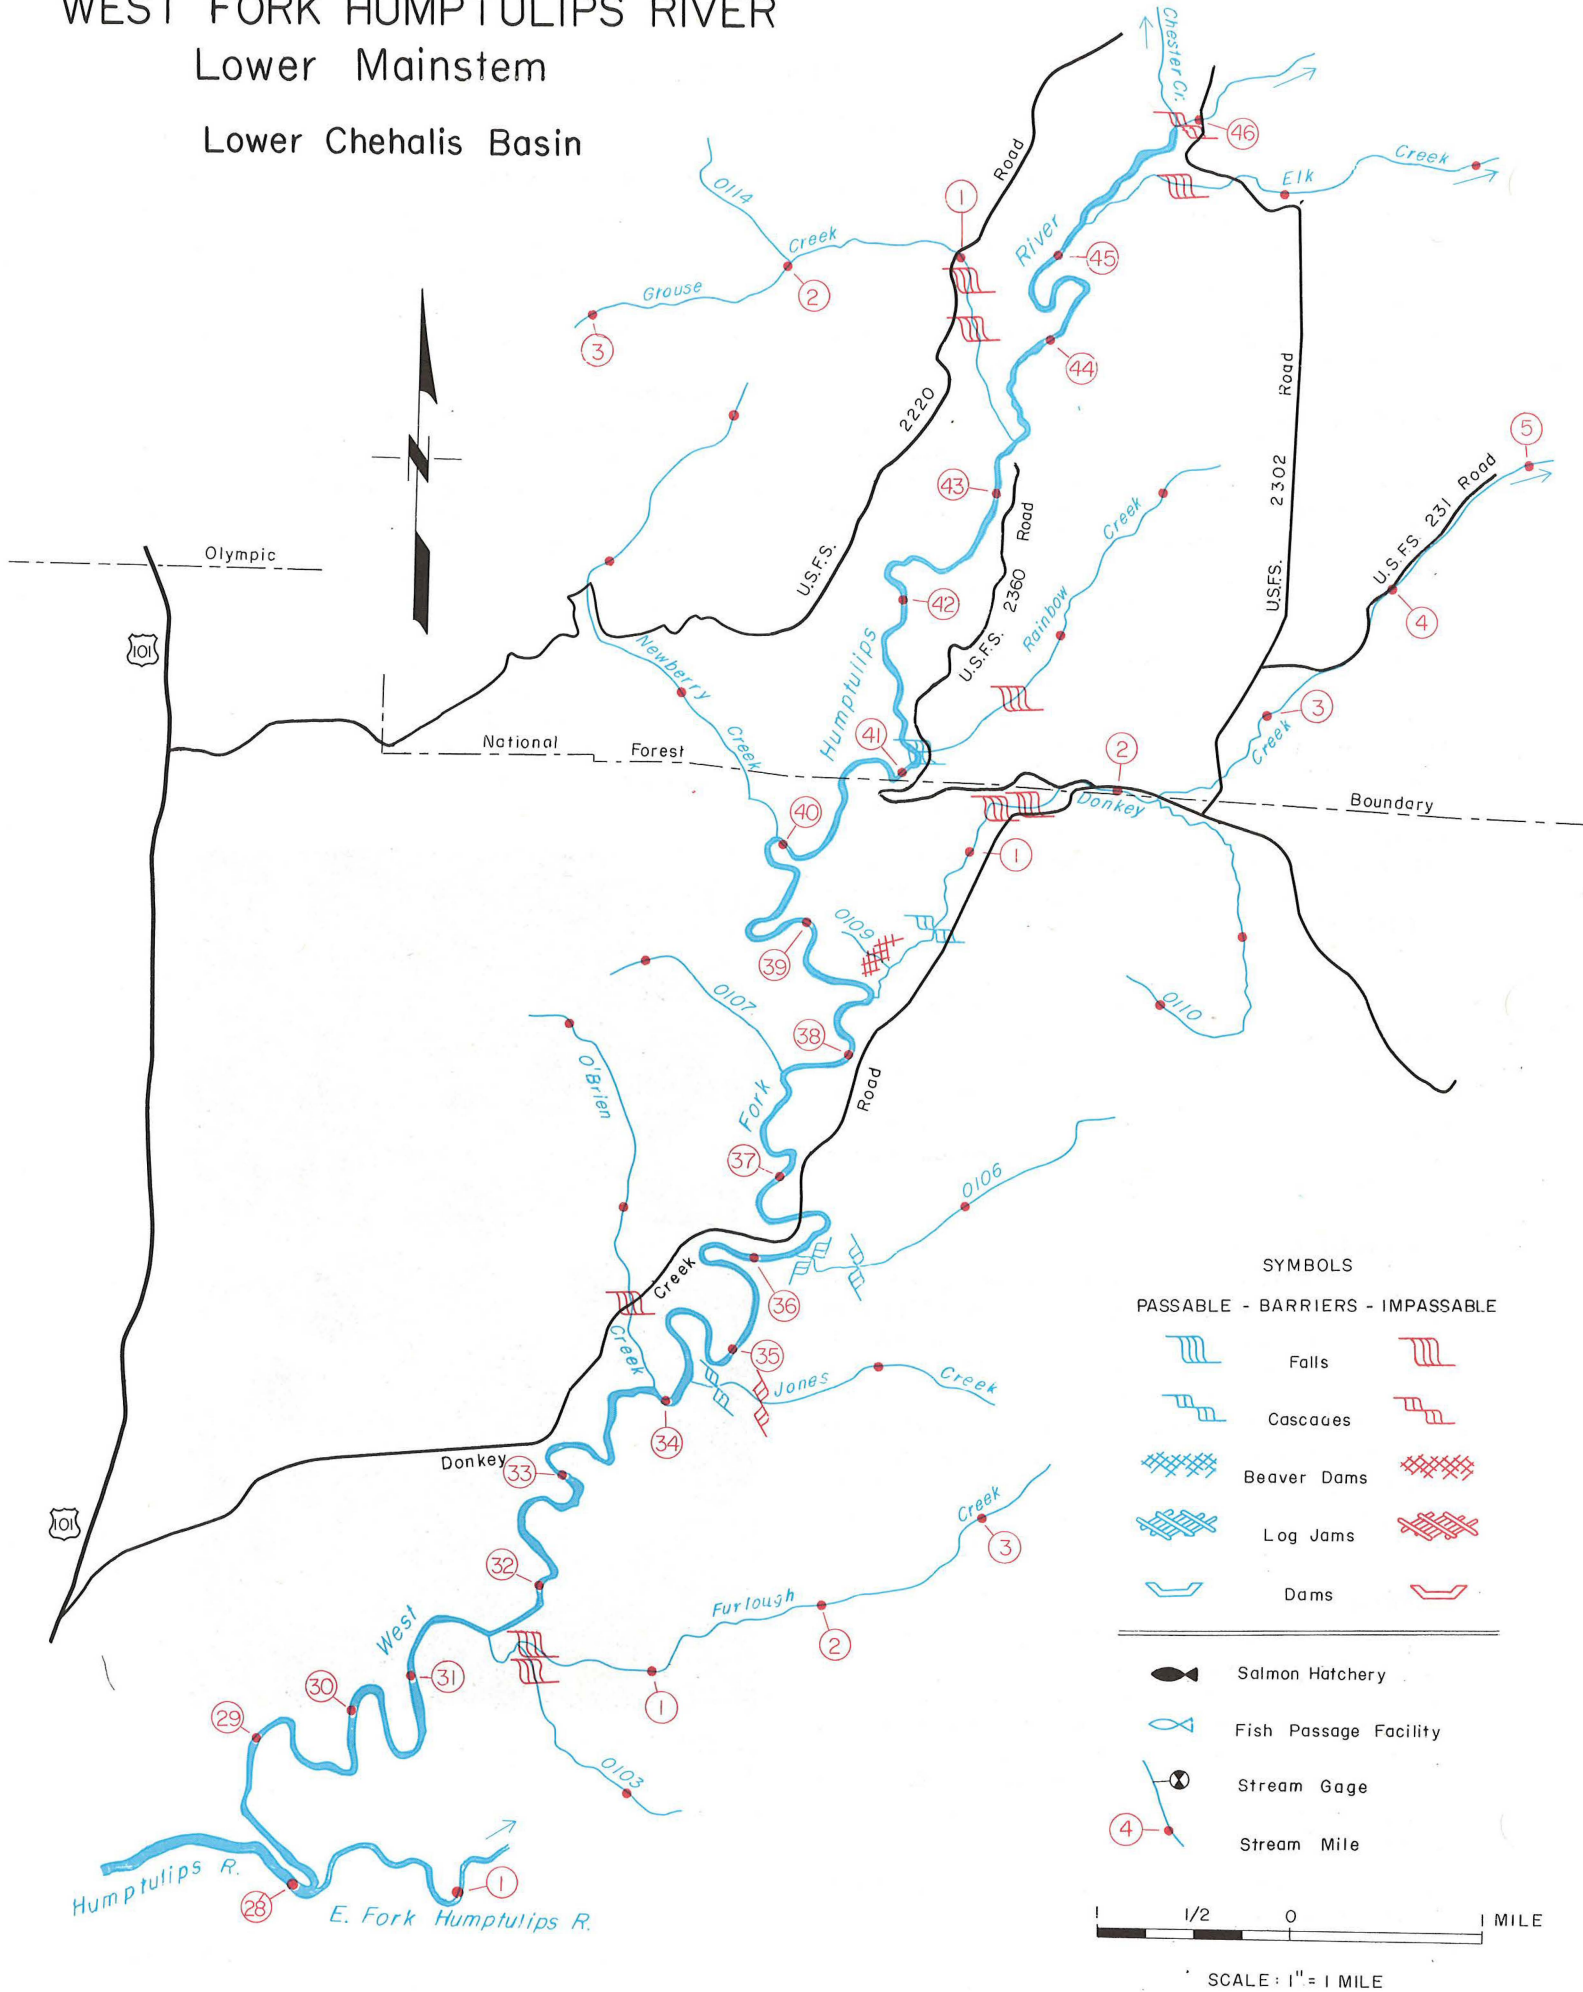 WEST FORK HUMPTULIPS RIVER
Lower Mainstem
Lower Chehalis Basin
Chester Cr.
46
Road
Creek
Elk
0114
1
Creek
River
45
Grouse
2
3
44
2220
Road
5
43
Creek
2302
U.S.F.S. 231 Road
Road
Olympic
U.S.F.S.
2360
U.S.F.S.
42
Rainbow
4
101
Newberry
Humptulips
U.S.F.S.
3
41
Creek
National
Forest
Creek
2
Donkey
Boundary
40
1
0109
39
0107
0110
38
O'Brien
Fork
Road
37
0106
SYMBOLS
Creek
36
PASSABLE - BARRIERS - IMPASSABLE
Creek
35
Falls
Jones
Creek
Cascades
34
Donkey
33
Beaver Dams
Creek
101
3
Log Jams
32
Furlough
Dams
West
2
31
30
1
Salmon Hatchery
29
Fish Passage Facility
0103
Stream Gage
4
Stream Mile
Humptulips R.
28
1
E. Fork Humptulips R.
1 1/2 0 1 MILE
SCALE: 1" = 1 MILE